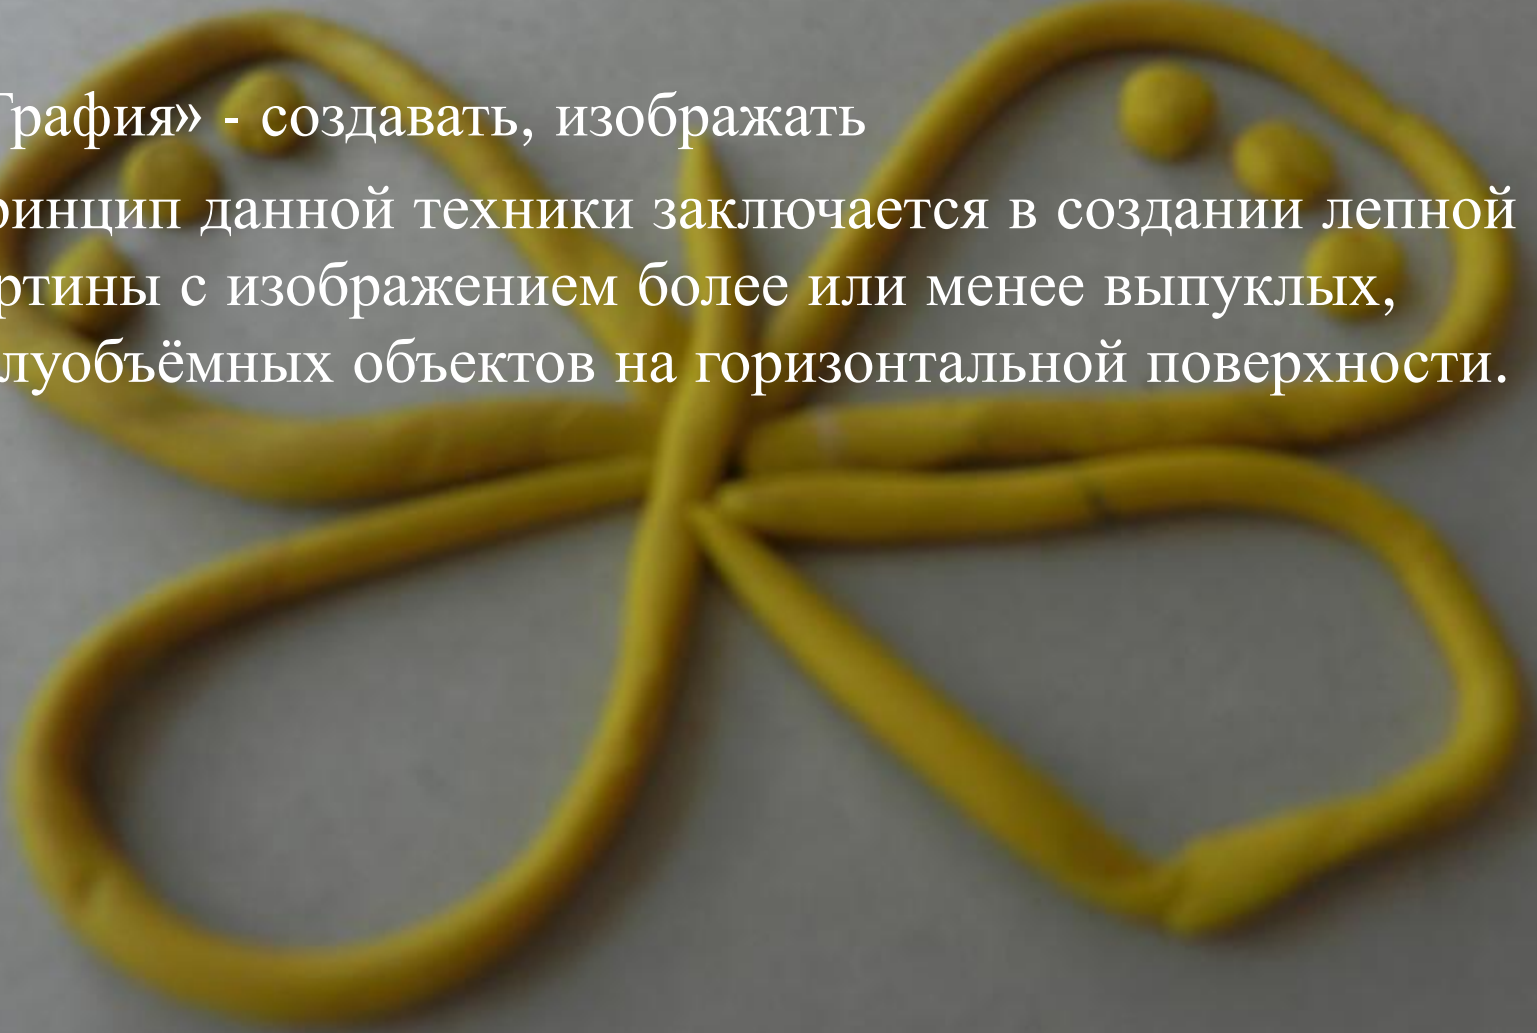 График» - создавать, изображать
ринцип данной техники заключается в создании лепной
ртины с изображением более или менее выпуклых,
луобъёмных объектов на горизонтальной поверхности.